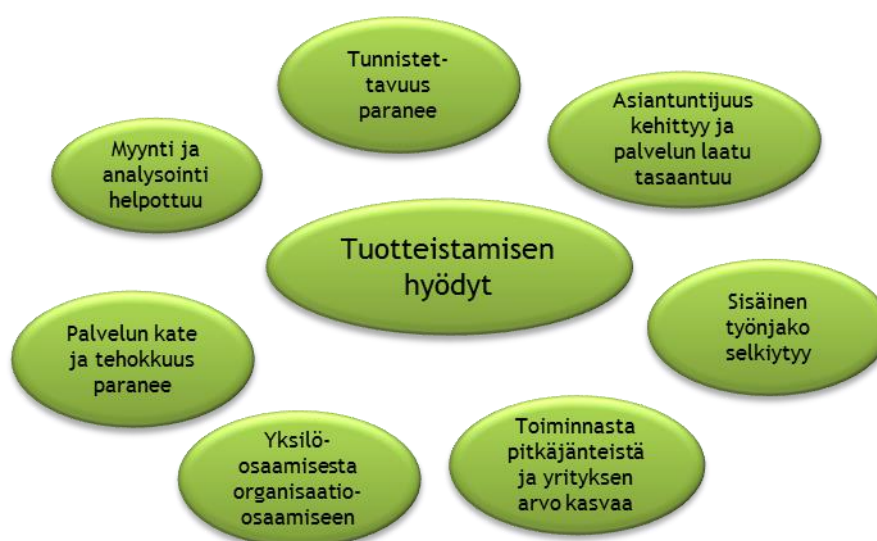 Tunnistet-
tavuus
paranee
Asiantuntijuus
kehittyy ja
palvelun laatu
tasaantuu
Myynti ja
analysointi
helpottuu
Tuotteistamisen
hyödyt
Sisäinen
työnjako
selkiytyy
Palvelun kate
ja tehokkuus
paranee
Yksilö-
osaamisesta
organisaatio-
osaamiseen
Toiminnasta
pitkäjänteistä
ja yrityksen
arvo kasvaa